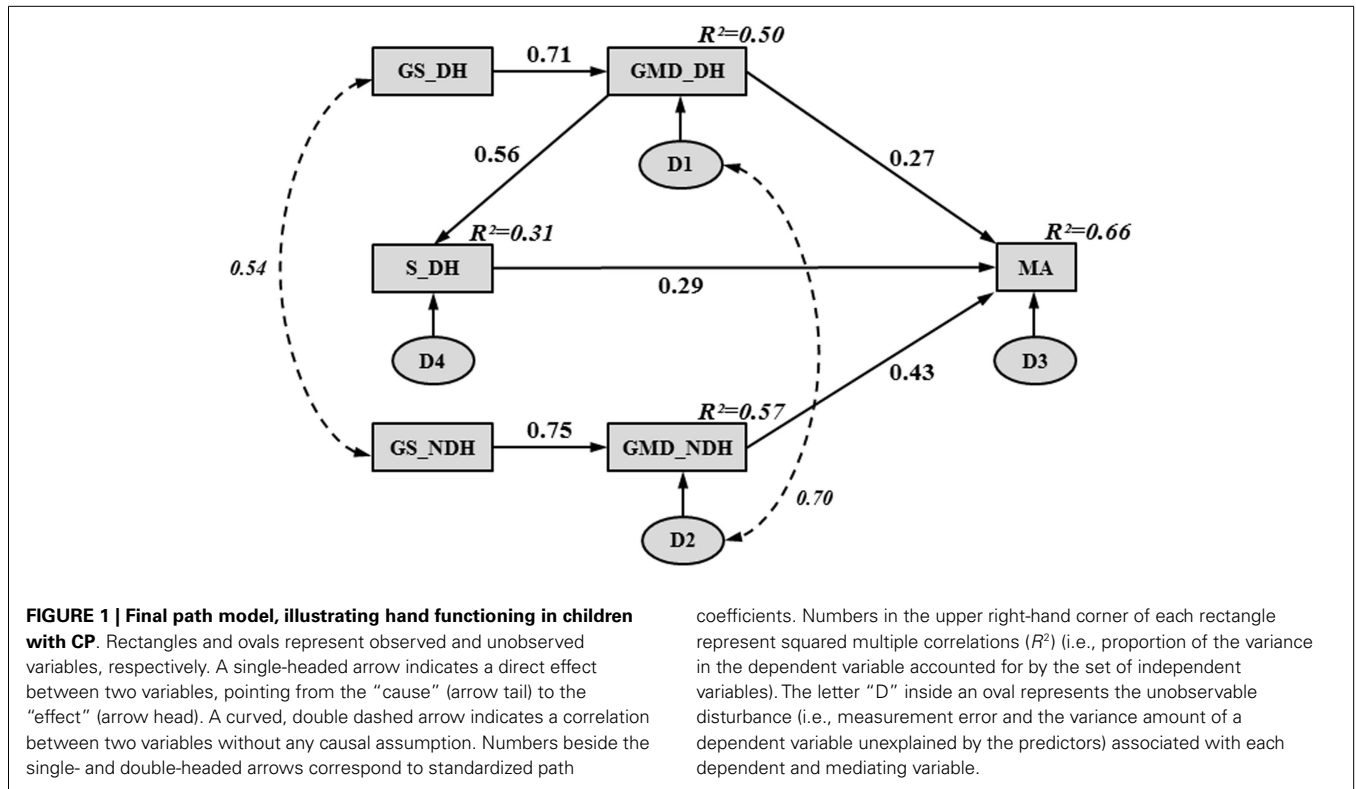 R²=0.50
GS_DH 0.71 GMD_DH
D1
0.56 0.27
R²=0.31 R²=0.66
0.54 S_DH 0.29 MA
D4 D3
0.43
R²=0.57
GS_NDH 0.75 GMD_NDH
0.70
D2
FIGURE 1 | Final path model, illustrating hand functioning in children
with CP. Rectangles and ovals represent observed and unobserved
variables, respectively. A single-headed arrow indicates a direct effect
between two variables, pointing from the “cause” (arrow tail) to the
“effect” (arrow head). A curved, double dashed arrow indicates a correlation
between two variables without any causal assumption. Numbers beside the
single- and double-headed arrows correspond to standardized path
coefficients. Numbers in the upper right-hand corner of each rectangle
represent squared multiple correlations (R²) (i.e., proportion of the variance
in the dependent variable accounted for by the set of independent
variables). The letter “D” inside an oval represents the unobservable
disturbance (i.e., measurement error and the variance amount of a
dependent variable unexplained by the predictors) associated with each
dependent and mediating variable.